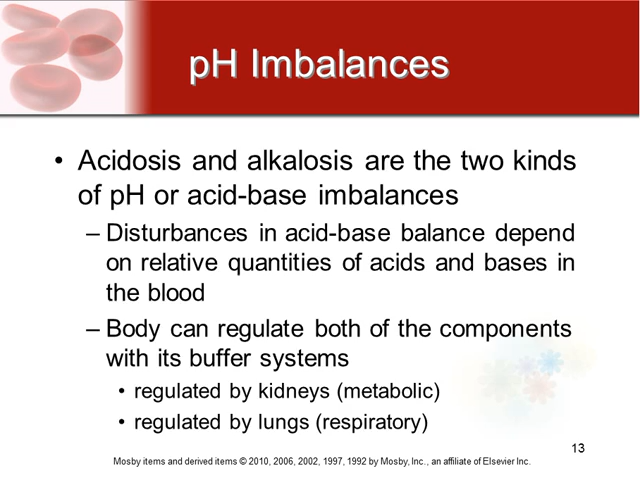 pH Imbalances
• Acidosis and alkalosis are the two kinds
of pH or acid-base imbalances
– Disturbances in acid-base balance depend
on relative quantities of acids and bases in
the blood
– Body can regulate both of the components
with its buffer systems
• regulated by kidneys (metabolic)
• regulated by lungs (respiratory)
13
Mosby items and derived items © 2010, 2006, 2002, 1997, 1992 by Mosby, Inc., an affiliate of Elsevier Inc.